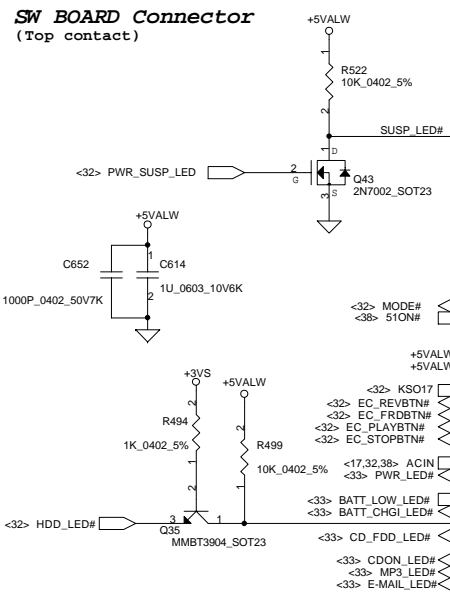 SW BOARD Connector
(Top contact)
+5VALW
1
R522
10K_0402_5%
2
SUSP_LED#
1 D
<32> PWR_SUSP_LED
2
G
Q43
2N7002_SOT23
3 S
+5VALW
C652
1
C614
1000P_0402_50V7K
2
1U_0603_10V6K
<32> MODE#
<38> 51ON#
+5VALW
+5VALW
+3VS
+5VALW
<32> KSO17
<32> EC_REVBTN#
<32> EC_FRDBTN#
<32> EC_PLAYBTN#
<32> EC_STOPBTN#
2
R494
1K_0402_5%
1
2
R499
10K_0402_5%
1
<17,32,38> ACIN
<33> PWR_LED#
<33> BATT_LOW_LED#
<33> BATT_CHGI_LED#
2
<32> HDD_LED#
3
1
Q35
MMBT3904_SOT23
<33> CD_FDD_LED#
<33> CDON_LED#
<33> MP3_LED#
<33> E-MAIL_LED#